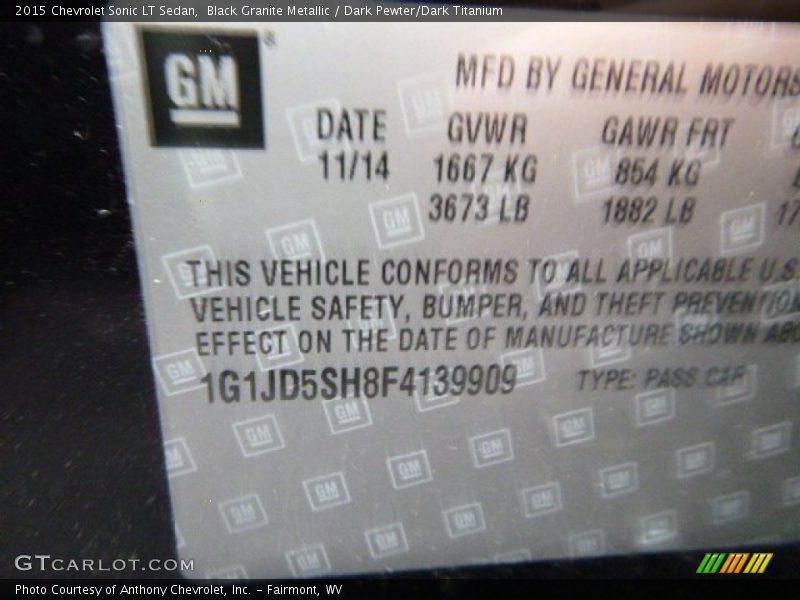 2015 Chevrolet Sonic LT Sedan, Black Granite Metallic / Dark Pewter/Dark Titanium
GM
MFD BY GENERAL MOTORS
DATE GVWR GAWR FRT
11/14 1667 KG 854 KG
3673 LB 1882 LB 17
THIS VEHICLE CONFORMS TO ALL APPLICABLE U.S.
VEHICLE SAFETY, BUMPER, AND THEFT PREVENTION
EFFECT ON THE DATE OF MANUFACTURE SHOWN ABO
1G1JD5SH8F4139909 TYPE: PASS CAR
GTCARLOT.COM
Photo Courtesy of Anthony Chevrolet, Inc. - Fairmont, WV